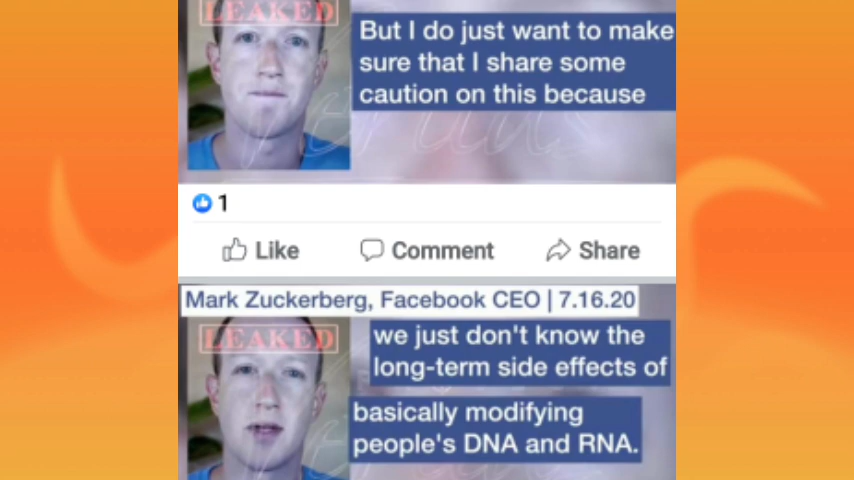 LEAKED
But I do just want to make
sure that I share some
caution on this because
1
Like
Comment
Share
Mark Zuckerberg, Facebook CEO | 7.16.20
LEAKED
we just don't know the
long-term side effects of
basically modifying
people's DNA and RNA.